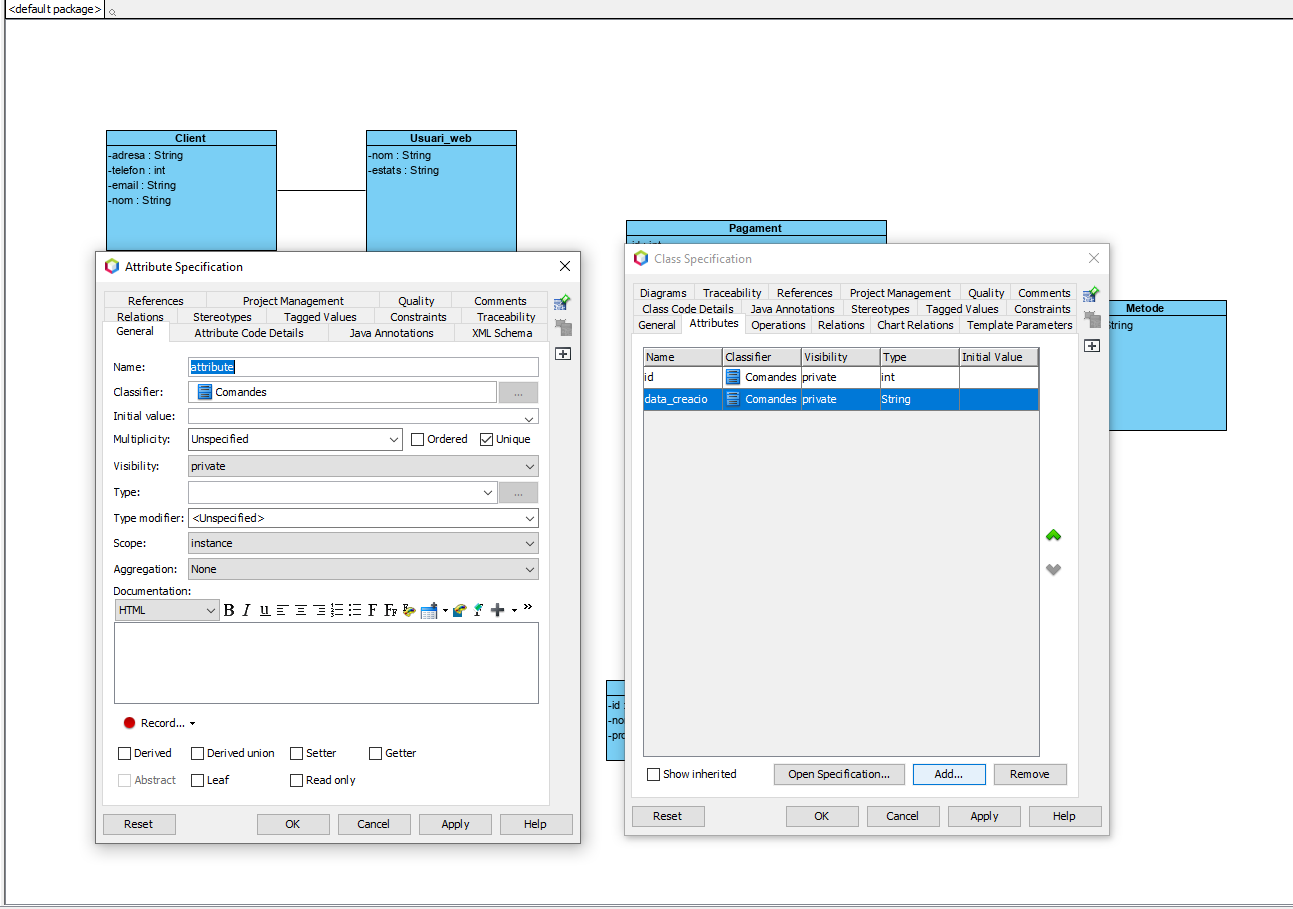 <default package>
Client
-adresa : String
-telefon : int
-email : String
-nom : String
Usuari_web
-nom : String
-estats : String
Pagament
Metode
String
-id :
Attribute Specification
References Project Management Quality Comments
Relations Stereotypes Tagged Values Constraints Traceability
General Attribute Code Details Java Annotations XML Schema
Name: attribute
Classifier: Comandes ...
Initial value:
Multiplicity: Unspecified Ordered Unique
Visibility: private
Type: ...
Type modifier: <Unspecified>
Scope: instance
Aggregation: None
Documentation:
HTML B I u F
Record...
Derived Derived union Setter Getter
Abstract Leaf Read only
Reset OK Cancel Apply Help
Class Specification
Diagrams Traceability References Project Management Quality Comments
Class Code Details Java Annotations Stereotypes Tagged Values Constraints
General Attributes Operations Relations Chart Relations Template Parameters
Name Classifier Visibility Type Initial Value
id Comandes private int
data_creacio Comandes private String
Show inherited Open Specification... Add... Remove
Reset OK Cancel Apply Help